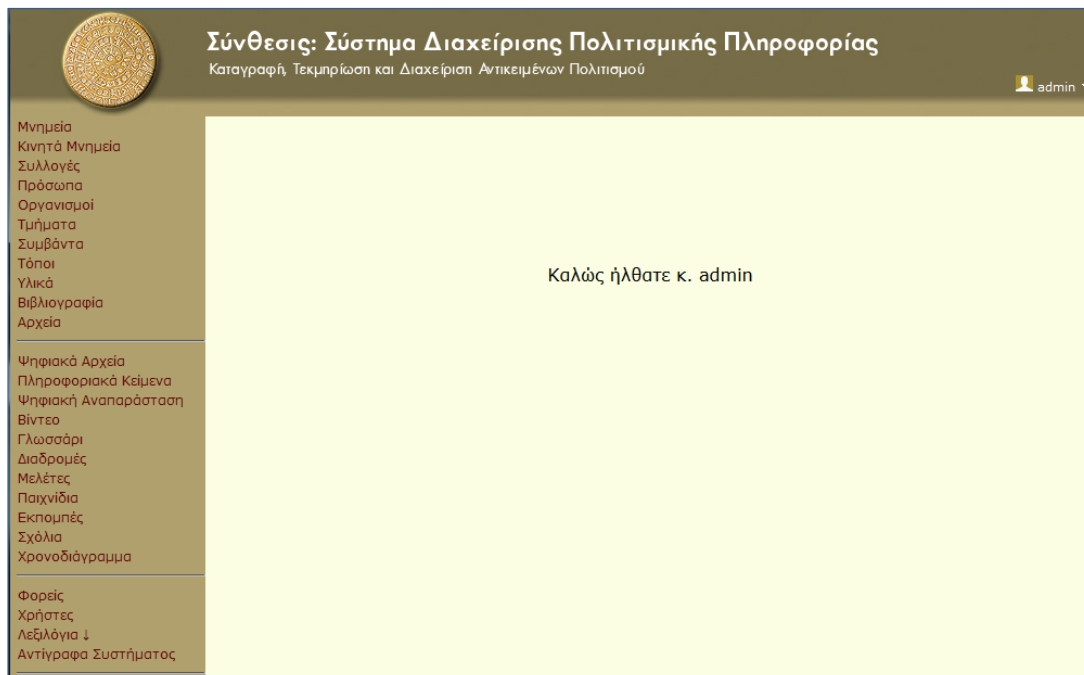 Σύνθεσις: Σύστημα Διαχείρισης Πολιτισμικής Πληροφορίας
Καταγραφή, Τεκμηρίωση και Διαχείριση Αντικειμένων Πολιτισμού
admin
Μνημεία
Κινητά Μνημεία
Συλλογές
Πρόσωπα
Οργανισμοί
Τμήματα
Συμβάντα
Τόποι
Υλικά
Βιβλιογραφία
Αρχεία
Ψηφιακά Αρχεία
Πληροφοριακά Κείμενα
Ψηφιακή Αναπαράσταση
Βίντεο
Γλωσσάρι
Διαδρομές
Μελέτες
Παιχνίδια
Εκπομπές
Σχόλια
Χρονοδιάγραμμα
Φορείς
Χρήστες
Λεξιλόγια ↓
Αντίγραφα Συστήματος
Καλώς ήλθατε κ. admin